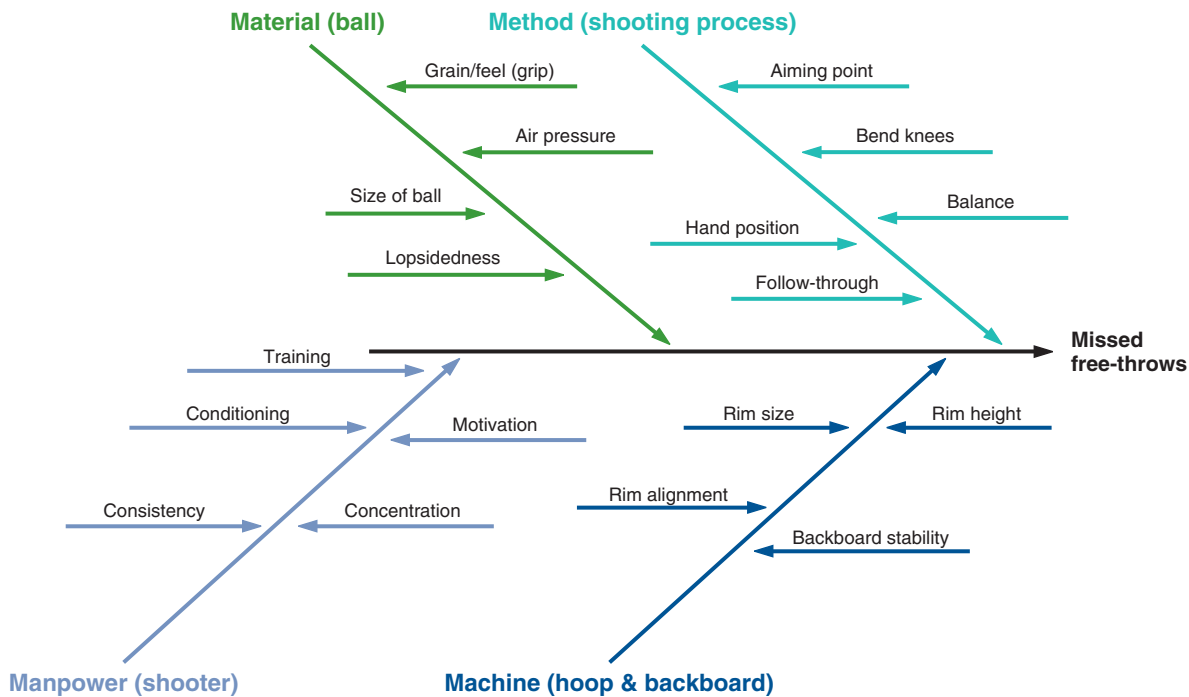 Material (ball)
Method (shooting process)
Grain/feel (grip)
Aiming point
Air pressure
Bend knees
Size of ball
Balance
Hand position
Lopsidedness
Follow-through
Missed
free-throws
Training
Conditioning
Motivation
Rim size
Rim height
Rim alignment
Consistency
Concentration
Backboard stability
Manpower (shooter)
Machine (hoop & backboard)